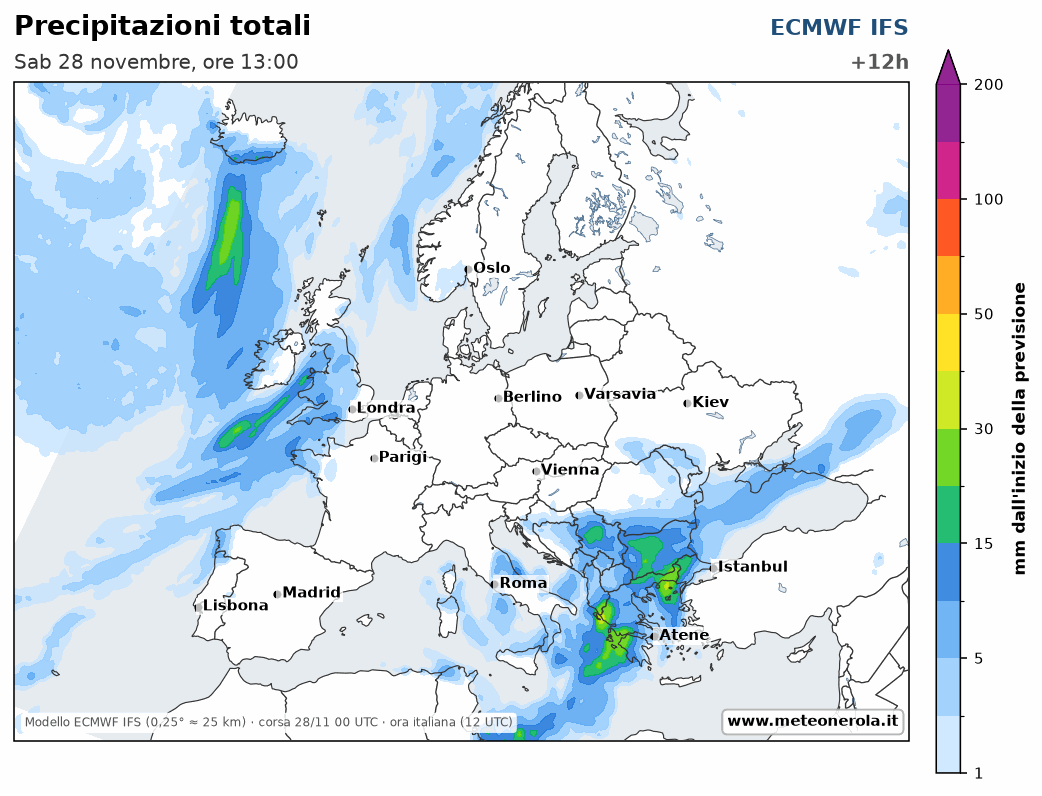 Precipitazioni totali
ECMWF IFS
Sab 28 novembre, ore 13:00
+12h
200
100
50
30
15
5
1
mm dall'inizio della previsione
Oslo
Berlino
Varsavia
Kiev
Londra
Parigi
Vienna
Istanbul
Roma
Madrid
Lisbona
Atene
Modello ECMWF IFS (0,25° ≈ 25 km) · corsa 28/11 00 UTC · ora italiana (12 UTC)
www.meteonerola.it